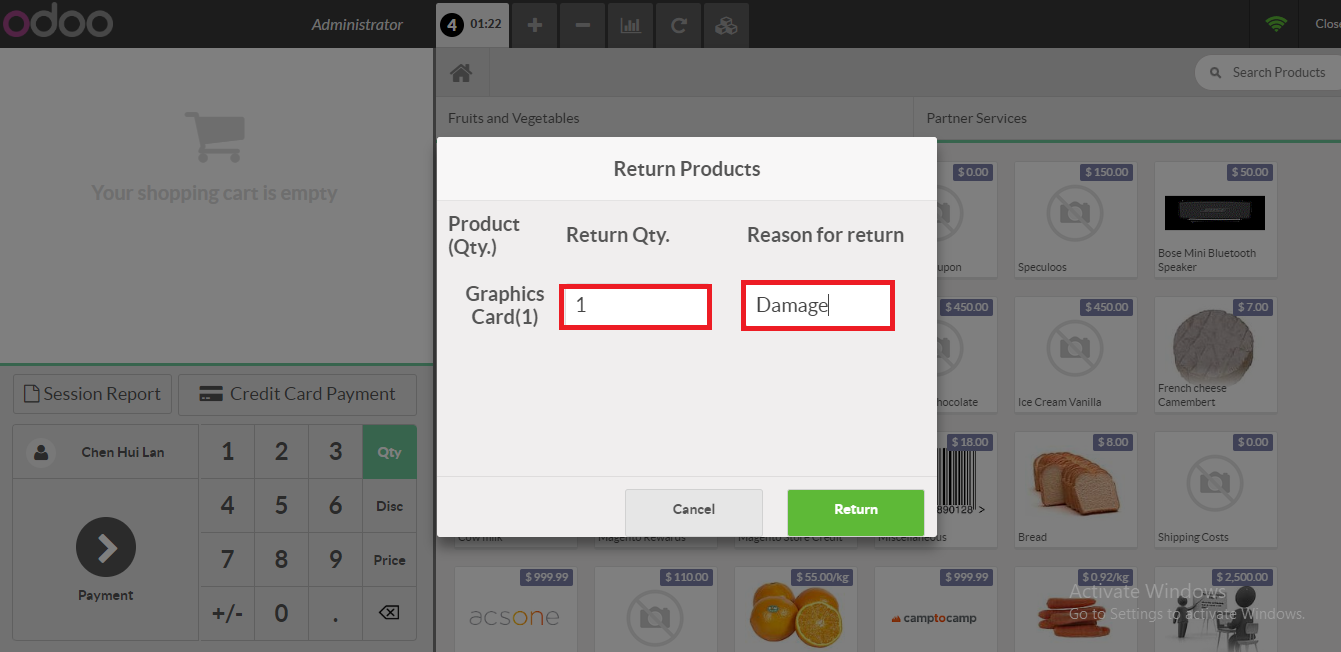 odoo
Administrator
4 01:22
Close
Search Products
Fruits and Vegetables
Partner Services
Your shopping cart is empty
Return Products
Product (Qty.)
Return Qty.
Reason for return
Graphics Card(1)
1
Damage
Cancel
Return
$ 0.00
$ 150.00
$ 50.00
Speculoos
Bose Mini Bluetooth
Speaker
$ 450.00
$ 450.00
$ 7.00
Ice Cream Vanilla
French cheese
Camembert
Session Report
Credit Card Payment
Chen Hui Lan
1 2 3 Qty
4 5 6 Disc
7 8 9 Price
+/- 0 .
Payment
$ 18.00
$ 8.00
$ 0.00
890128">
Cow milk
Magento Rewards
Magento Store Credit
Miscellaneous
Bread
Shipping Costs
$ 999.99
$ 110.00
$ 55.00/kg
$ 999.99
$ 0.92/kg
$ 2,500.00
acsone
camptocamp
Activate Windows
Go to Settings to activate Windows.